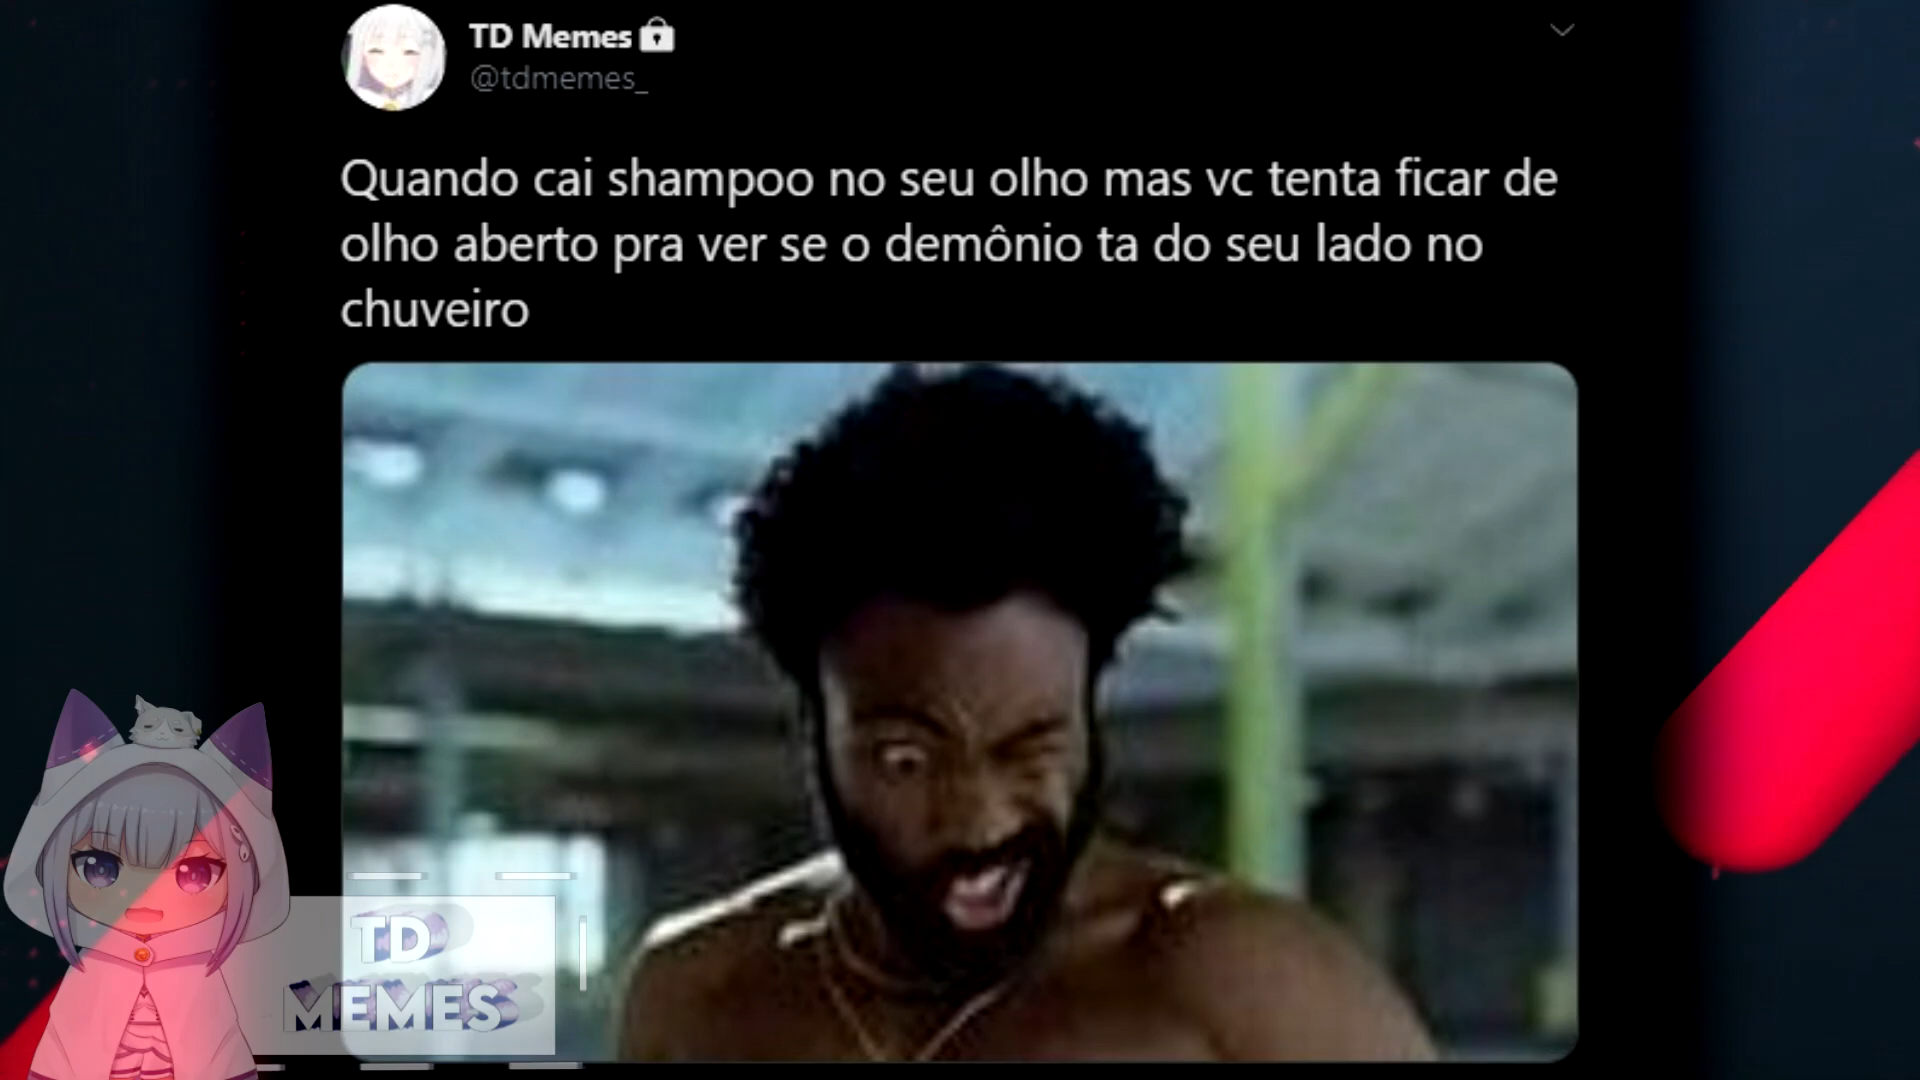 TD Memes
@tdmemes_
Quando cai shampoo no seu olho mas vc tenta ficar de
olho aberto pra ver se o demônio ta do seu lado no
chuveiro
TD
MEMES